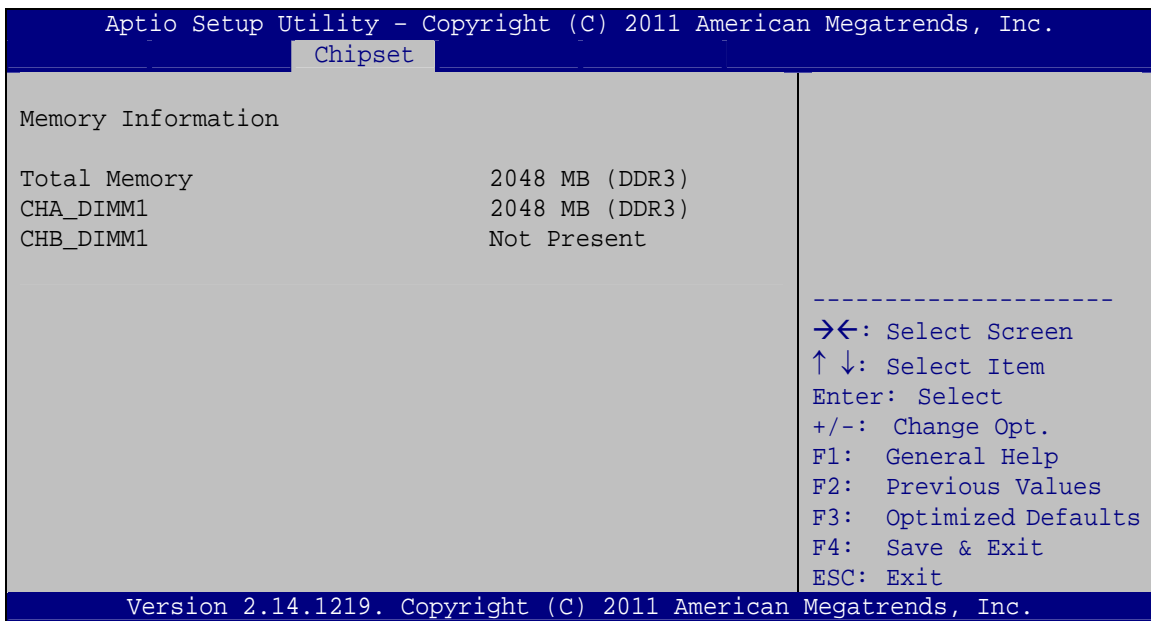 Aptio Setup Utility – Copyright (C) 2011 American Megatrends, Inc.
Chipset
Memory Information
Total Memory 2048 MB (DDR3)
CHA_DIMM1 2048 MB (DDR3)
CHB_DIMM1 Not Present
---------------------
→←: Select Screen
↑ ↓: Select Item
Enter: Select
+/-: Change Opt.
F1: General Help
F2: Previous Values
F3: Optimized Defaults
F4: Save & Exit
ESC: Exit
Version 2.14.1219. Copyright (C) 2011 American Megatrends, Inc.